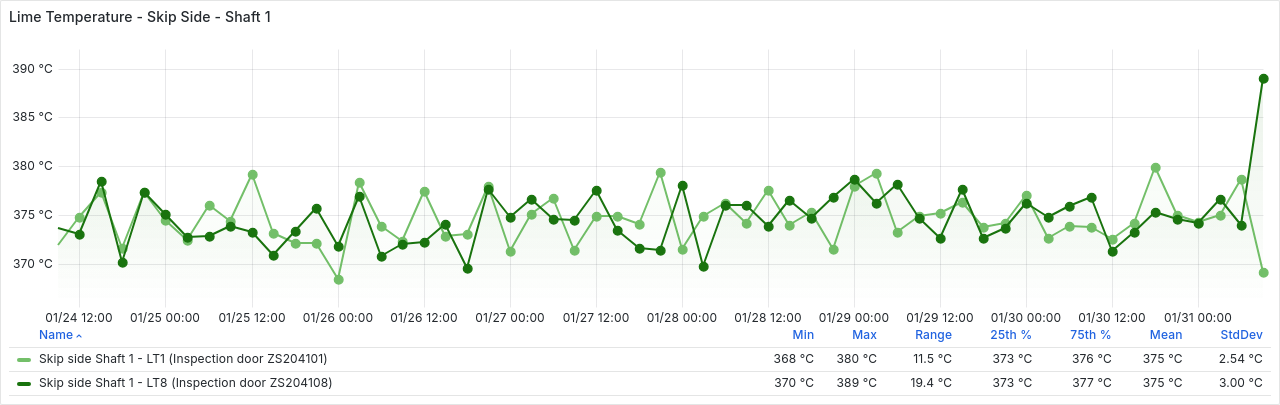 Lime Temperature - Skip Side - Shaft 1
390 °C
385 °C
380 °C
375 °C
370 °C
01/24 12:00 01/25 00:00 01/25 12:00 01/26 00:00 01/26 12:00 01/27 00:00 01/27 12:00 01/28 00:00 01/28 12:00 01/29 00:00 01/29 12:00 01/30 00:00 01/30 12:00 01/31 00:00
Name Min Max Range 25th % 75th % Mean StdDev
Skip side Shaft 1 - LT1 (Inspection door ZS204101) 368 °C 380 °C 11.5 °C 373 °C 376 °C 375 °C 2.54 °C
Skip side Shaft 1 - LT8 (Inspection door ZS204108) 370 °C 389 °C 19.4 °C 373 °C 377 °C 375 °C 3.00 °C